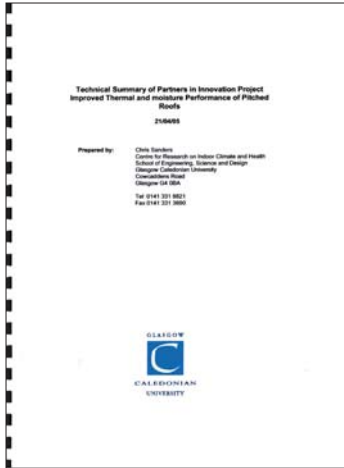 Technical Summary of Partners in Innovation Project
Improved Thermal and moisture Performance of Pitched
Roofs
21/04/05
Prepared by:
Chris Sanders
Centre for Research on Indoor Climate and Health
School of Engineering, Science and Design
Glasgow Caledonian University
Cowcaddens Road
Glasgow G4 0BA
Tel 0141 331
Fax 0141 331
GLASGOW
C
CALEDONIAN
UNIVERSITY